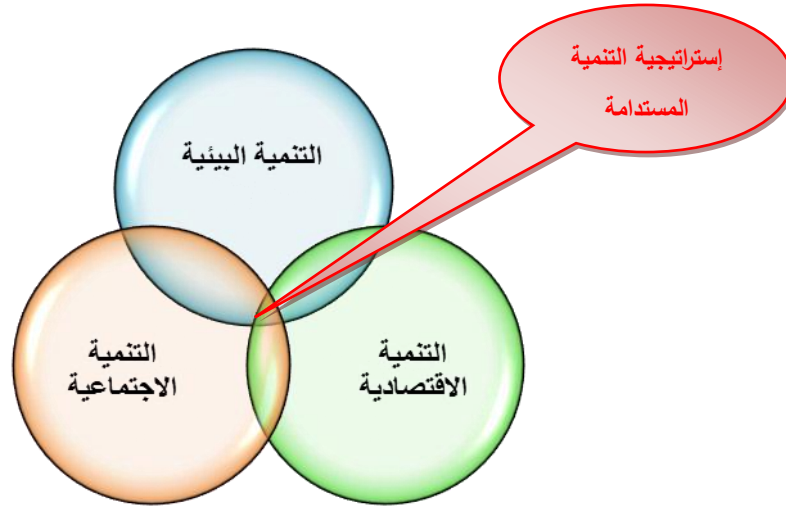 إستراتيجية التنمية
المستدامة
التنمية البيئية
التنمية
الاقتصادية
التنمية
الاجتماعية